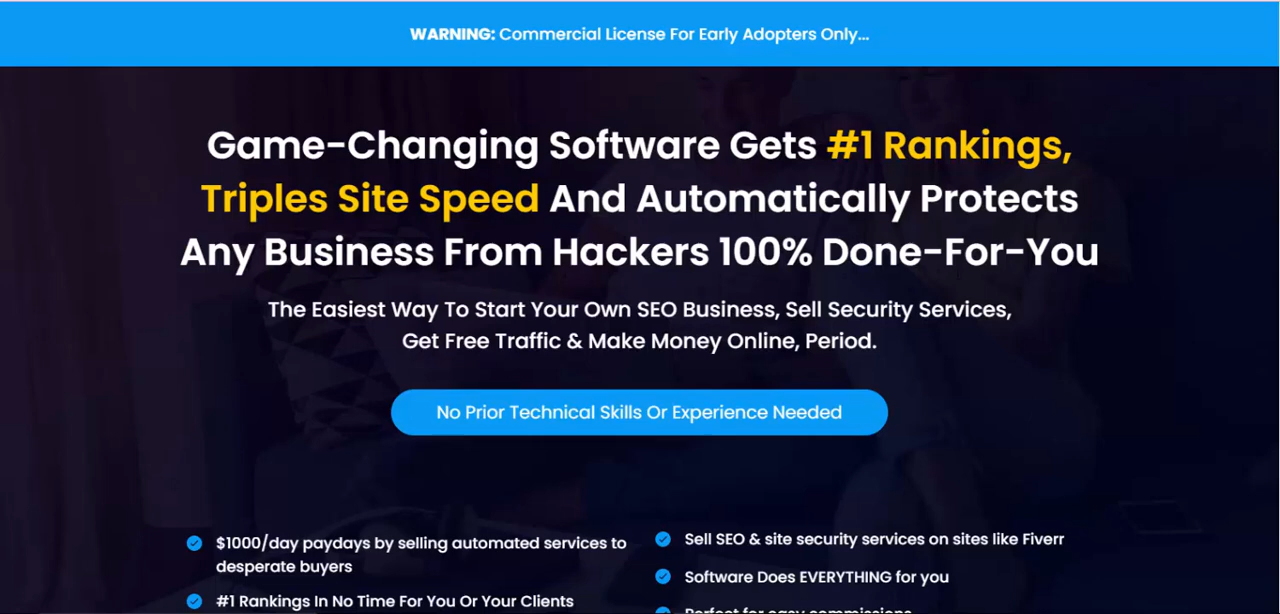 WARNING: Commercial License For Early Adopters Only...
Game-Changing Software Gets #1 Rankings,
Triples Site Speed And Automatically Protects
Any Business From Hackers 100% Done-For-You
The Easiest Way To Start Your Own SEO Business, Sell Security Services,
Get Free Traffic & Make Money Online, Period.
No Prior Technical Skills Or Experience Needed
$1000/day paydays by selling automated services to
desperate buyers
#1 Rankings In No Time For You Or Your Clients
Sell SEO & site security services on sites like Fiverr
Software Does EVERYTHING for you
Perfect for easy commissions